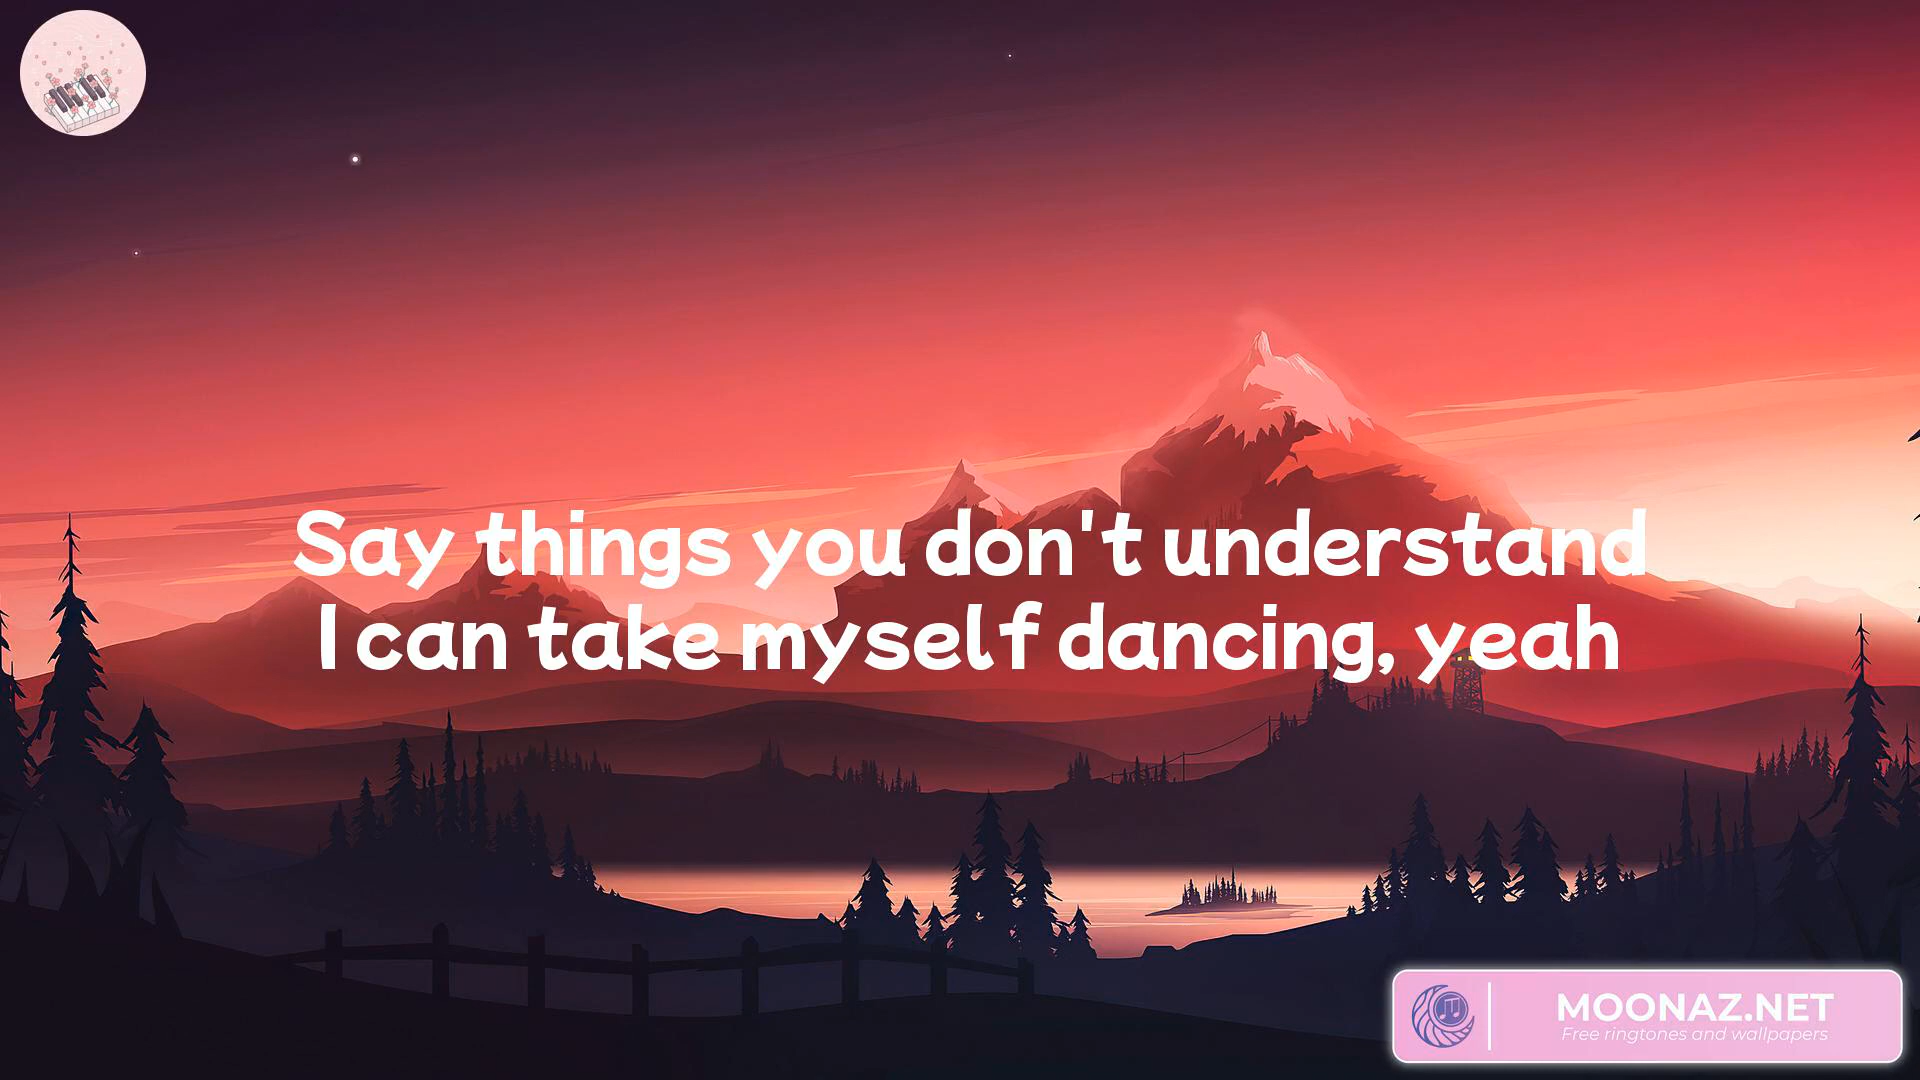 Say things you don't understand
I can take myself dancing, yeah
MOONAZ.NET
Free ringtones and wallpapers